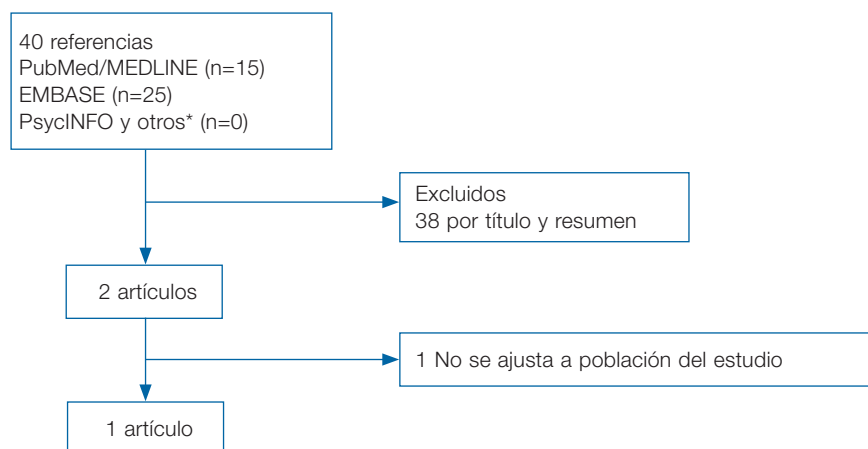 40 referencias
PubMed/MEDLINE (n=15)
EMBASE (n=25)
PsycINFO y otros* (n=0)
Excluidos
38 por título y resumen
2 artículos
1 No se ajusta a población del estudio
1 artículo